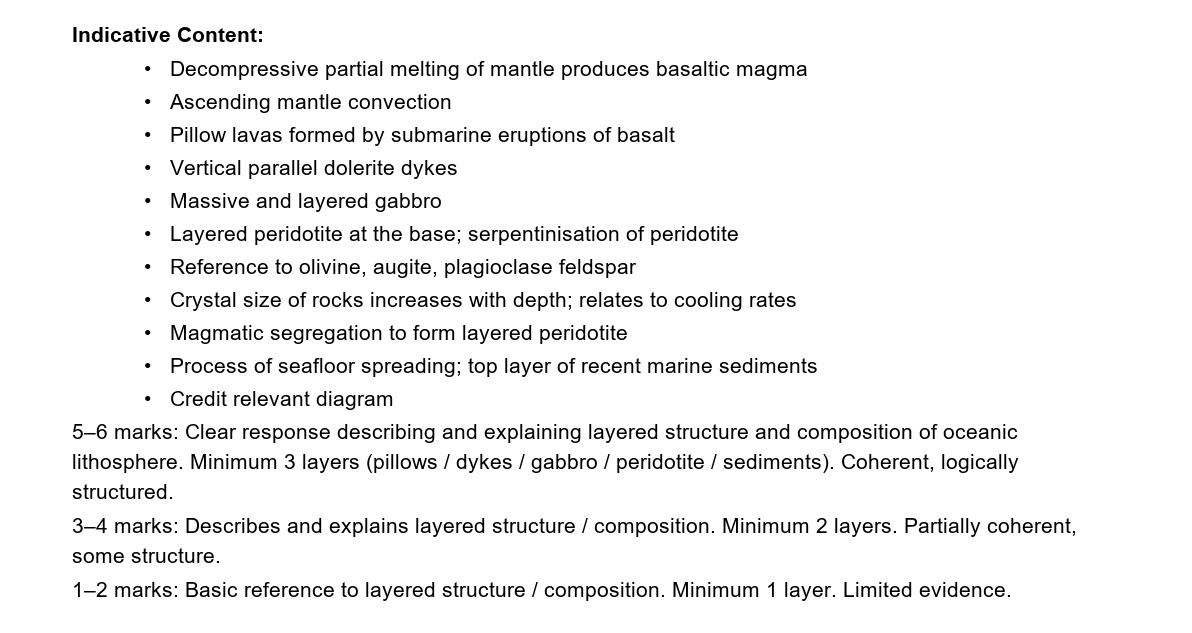 Indicative Content:
• Decompressive partial melting of mantle produces basaltic magma
• Ascending mantle convection
• Pillow lavas formed by submarine eruptions of basalt
• Vertical parallel dolerite dykes
• Massive and layered gabbro
• Layered peridotite at the base; serpentinisation of peridotite
• Reference to olivine, augite, plagioclase feldspar
• Crystal size of rocks increases with depth; relates to cooling rates
• Magmatic segregation to form layered peridotite
• Process of seafloor spreading; top layer of recent marine sediments
• Credit relevant diagram
5–6 marks: Clear response describing and explaining layered structure and composition of oceanic
lithosphere. Minimum 3 layers (pillows / dykes / gabbro / peridotite / sediments). Coherent, logically
structured.
3–4 marks: Describes and explains layered structure / composition. Minimum 2 layers. Partially coherent,
some structure.
1–2 marks: Basic reference to layered structure / composition. Minimum 1 layer. Limited evidence.